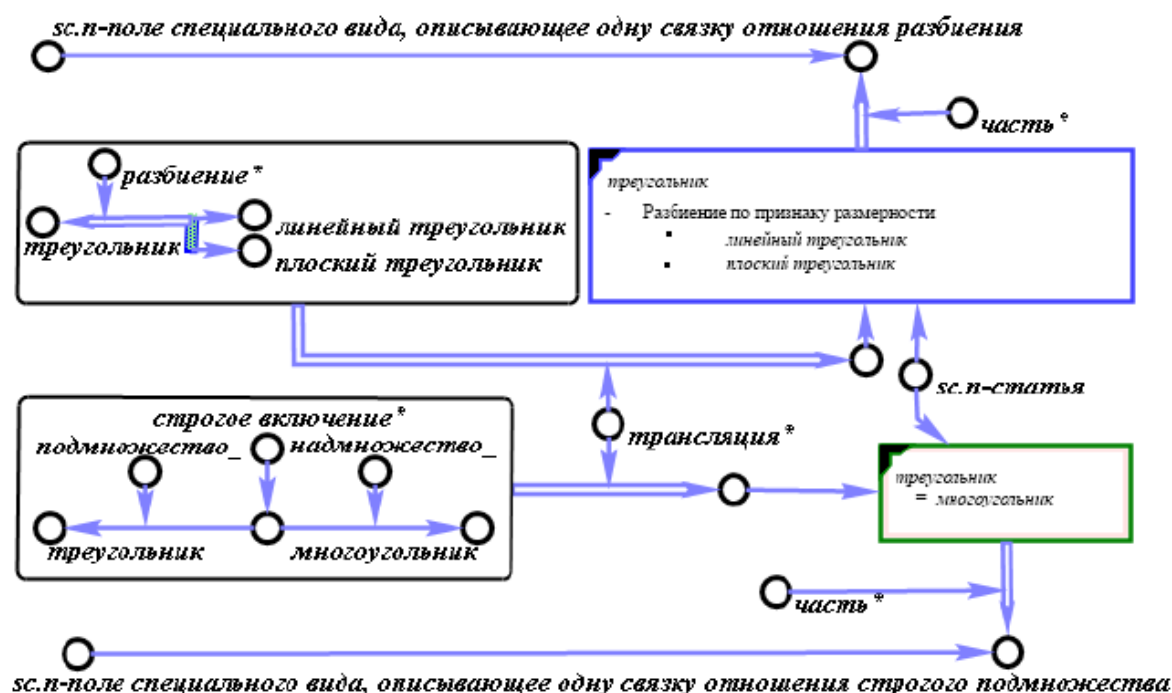 sc.n-поле специального вида, описывающее одну связку отношения разбиения
часть*
разбиение*
треугольник
линейный треугольник
плоский треугольник
треугольник
- Разбиение по признаку размерности
▪ линейный треугольник
▪ плоский треугольник
sc.n-статья
строгое включение*
подмножество_
надмножество_
треугольник
многоугольник
трансляция*
треугольник
= многоугольник
часть*
sc.n-поле специального вида, описывающее одну связку отношения строгого подмножества